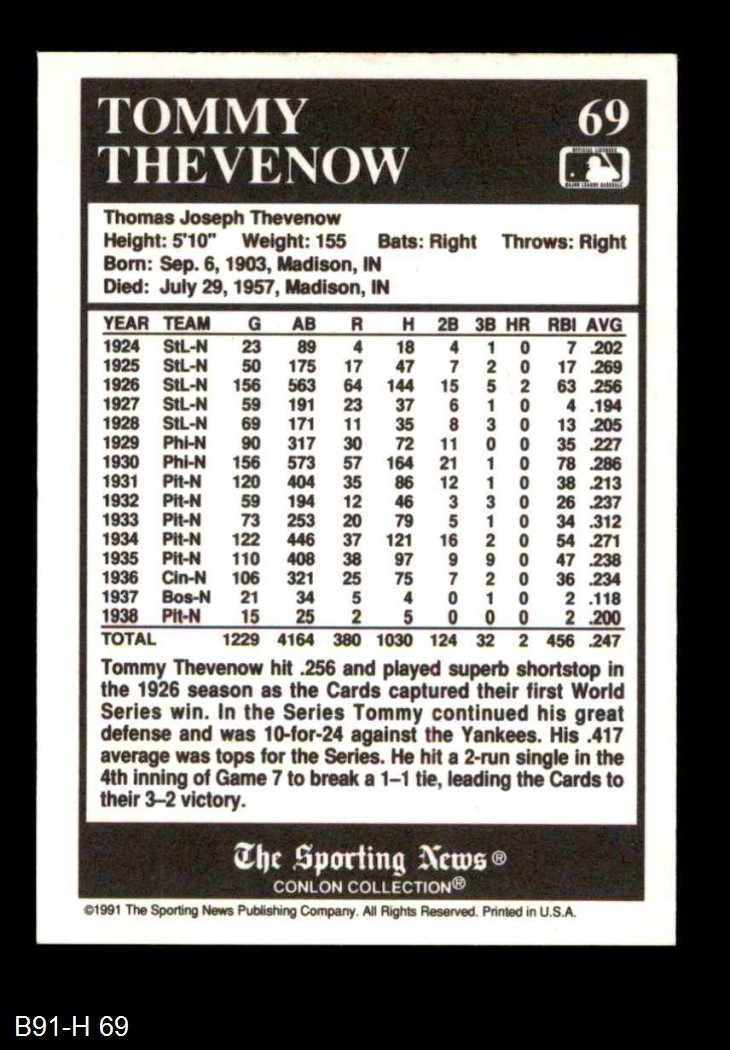 TOMMY 69
THEVENOW
OFFICIAL LICENSEE
MAJOR LEAGUE BASEBALL
Thomas Joseph Thevenow
Height: 5'10" Weight: 155 Bats: Right Throws: Right
Born: Sep. 6, 1903, Madison, IN
Died: July 29, 1957, Madison, IN
YEAR TEAM G AB R H 2B 3B HR RBI AVG
1924 StL-N 23 89 4 18 4 1 0 7 .202
1925 StL-N 50 175 17 47 7 2 0 17 .269
1926 StL-N 156 563 64 144 15 5 2 63 .256
1927 StL-N 59 191 23 37 6 1 0 4 .194
1928 StL-N 69 171 11 35 8 3 0 13 .205
1929 Phi-N 90 317 30 72 11 0 0 35 .227
1930 Phi-N 156 573 57 164 21 1 0 78 .286
1931 Pit-N 120 404 35 86 12 1 0 38 .213
1932 Pit-N 59 194 12 46 3 3 0 26 .237
1933 Pit-N 73 253 20 79 5 1 0 34 .312
1934 Pit-N 122 446 37 121 16 2 0 54 .271
1935 Pit-N 110 408 38 97 9 9 0 47 .238
1936 Cin-N 106 321 25 75 7 2 0 36 .234
1937 Bos-N 21 34 5 4 0 1 0 2 .118
1938 Pit-N 15 25 2 5 0 0 0 2 .200
TOTAL 1229 4164 380 1030 124 32 2 456 .247
Tommy Thevenow hit .256 and played superb shortstop in
the 1926 season as the Cards captured their first World
Series win. In the Series Tommy continued his great
defense and was 10-for-24 against the Yankees. His .417
average was tops for the Series. He hit a 2-run single in the
4th inning of Game 7 to break a 1–1 tie, leading the Cards to
their 3–2 victory.
The Sporting News®
CONLON COLLECTION®
©1991 The Sporting News Publishing Company. All Rights Reserved. Printed in U.S.A.
B91-H 69